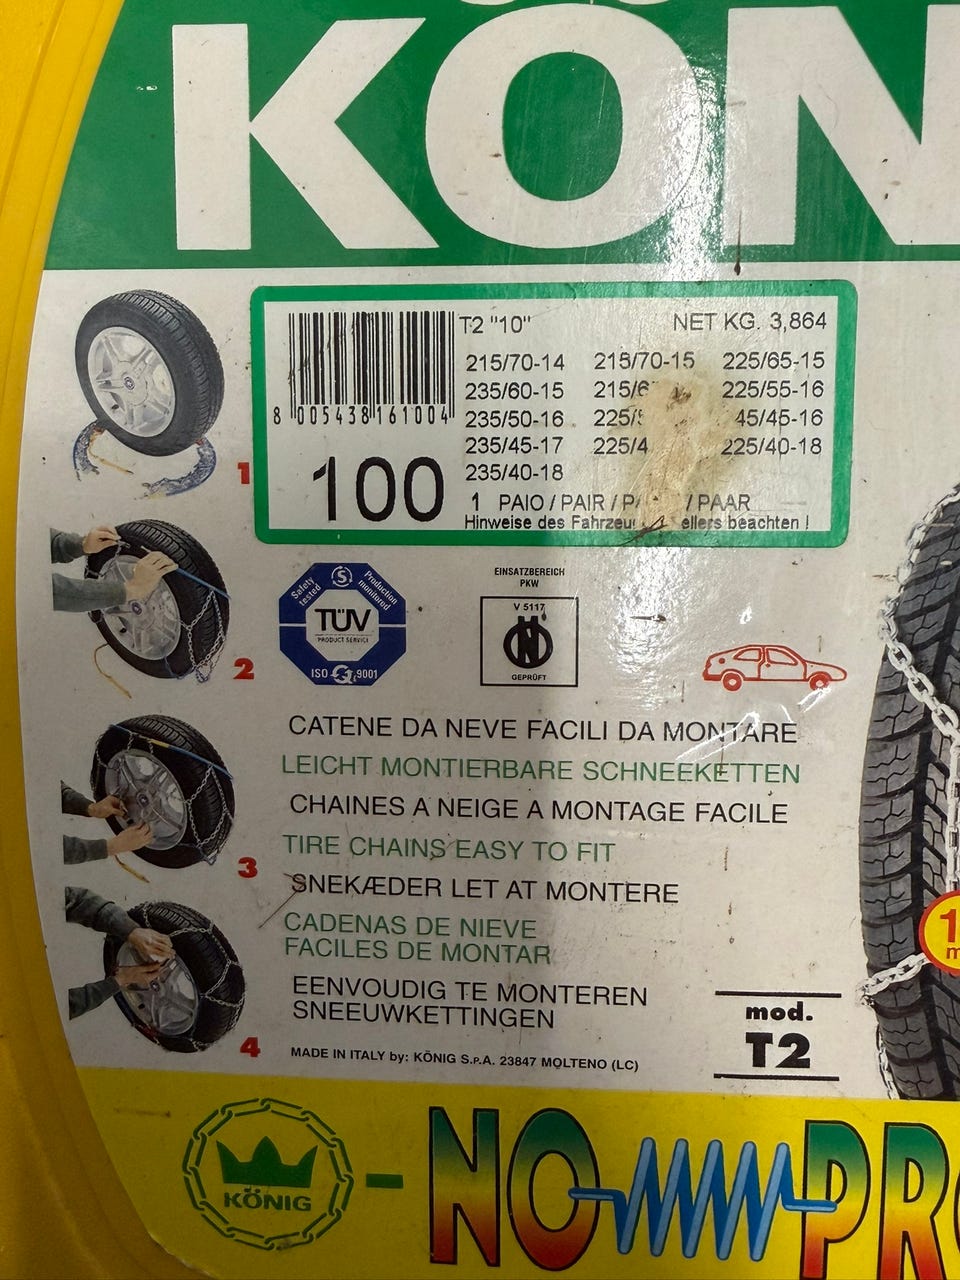 KÖN
T2 "10" NET KG. 3,864
215/70-14 215/70-15 225/65-15
235/60-15 225/55-16
235/50-16 45/45-16
235/45-17 225/40-18
235/40-18
8 005438 161004
100
1 PAIO / PAIR / / PAAR
Hinweise des beachten !
1
2
3
4
Safety tested
Production monitored
S
TÜV
PRODUCT SERVICE
ISO 9001
EINSATZBEREICH
PKW
V 5117
GEPRÜFT
CATENE DA NEVE FACILI DA MONTARE
LEICHT MONTIERBARE SCHNEEKETTEN
CHAINES A NEIGE A MONTAGE FACILE
TIRE CHAINS EASY TO FIT
SNEKÆDER LET AT MONTERE
CADENAS DE NIEVE
FACILES DE MONTAR
EENVOUDIG TE MONTEREN
SNEEUWKETTINGEN
MADE IN ITALY by: KÖNIG S.P.A. 23847 MOLTENO (LC)
mod.
T2
KÖNIG
- NO PR